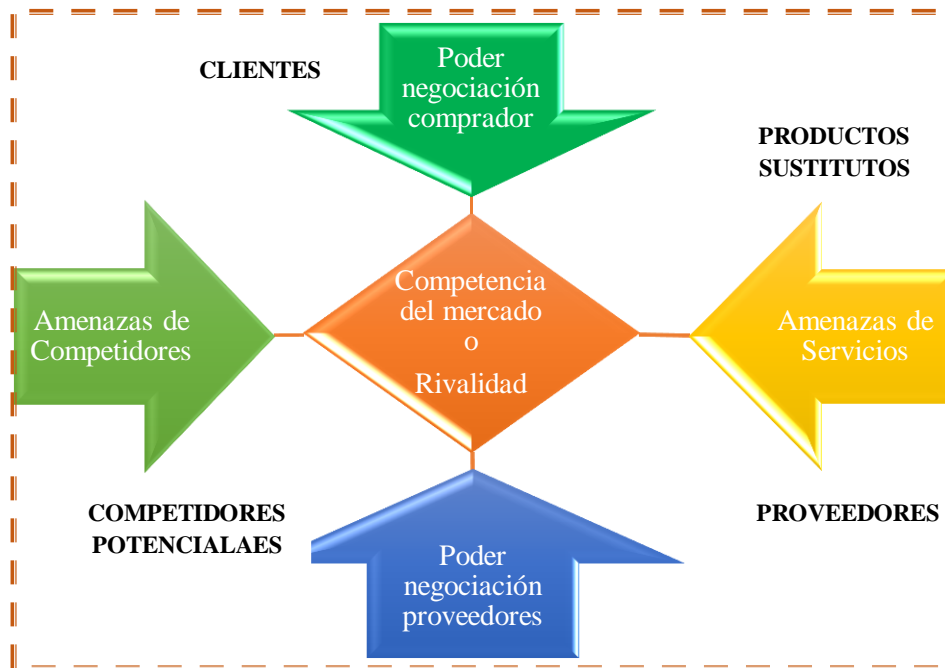 CLIENTES
Poder
negociación
comprador
PRODUCTOS
SUSTITUTOS
Amenazas de
Competidores
Competencia
del mercado
o
Rivalidad
Amenazas de
Servicios
COMPETIDORES
POTENCIALAES
Poder
negociación
proveedores
PROVEEDORES